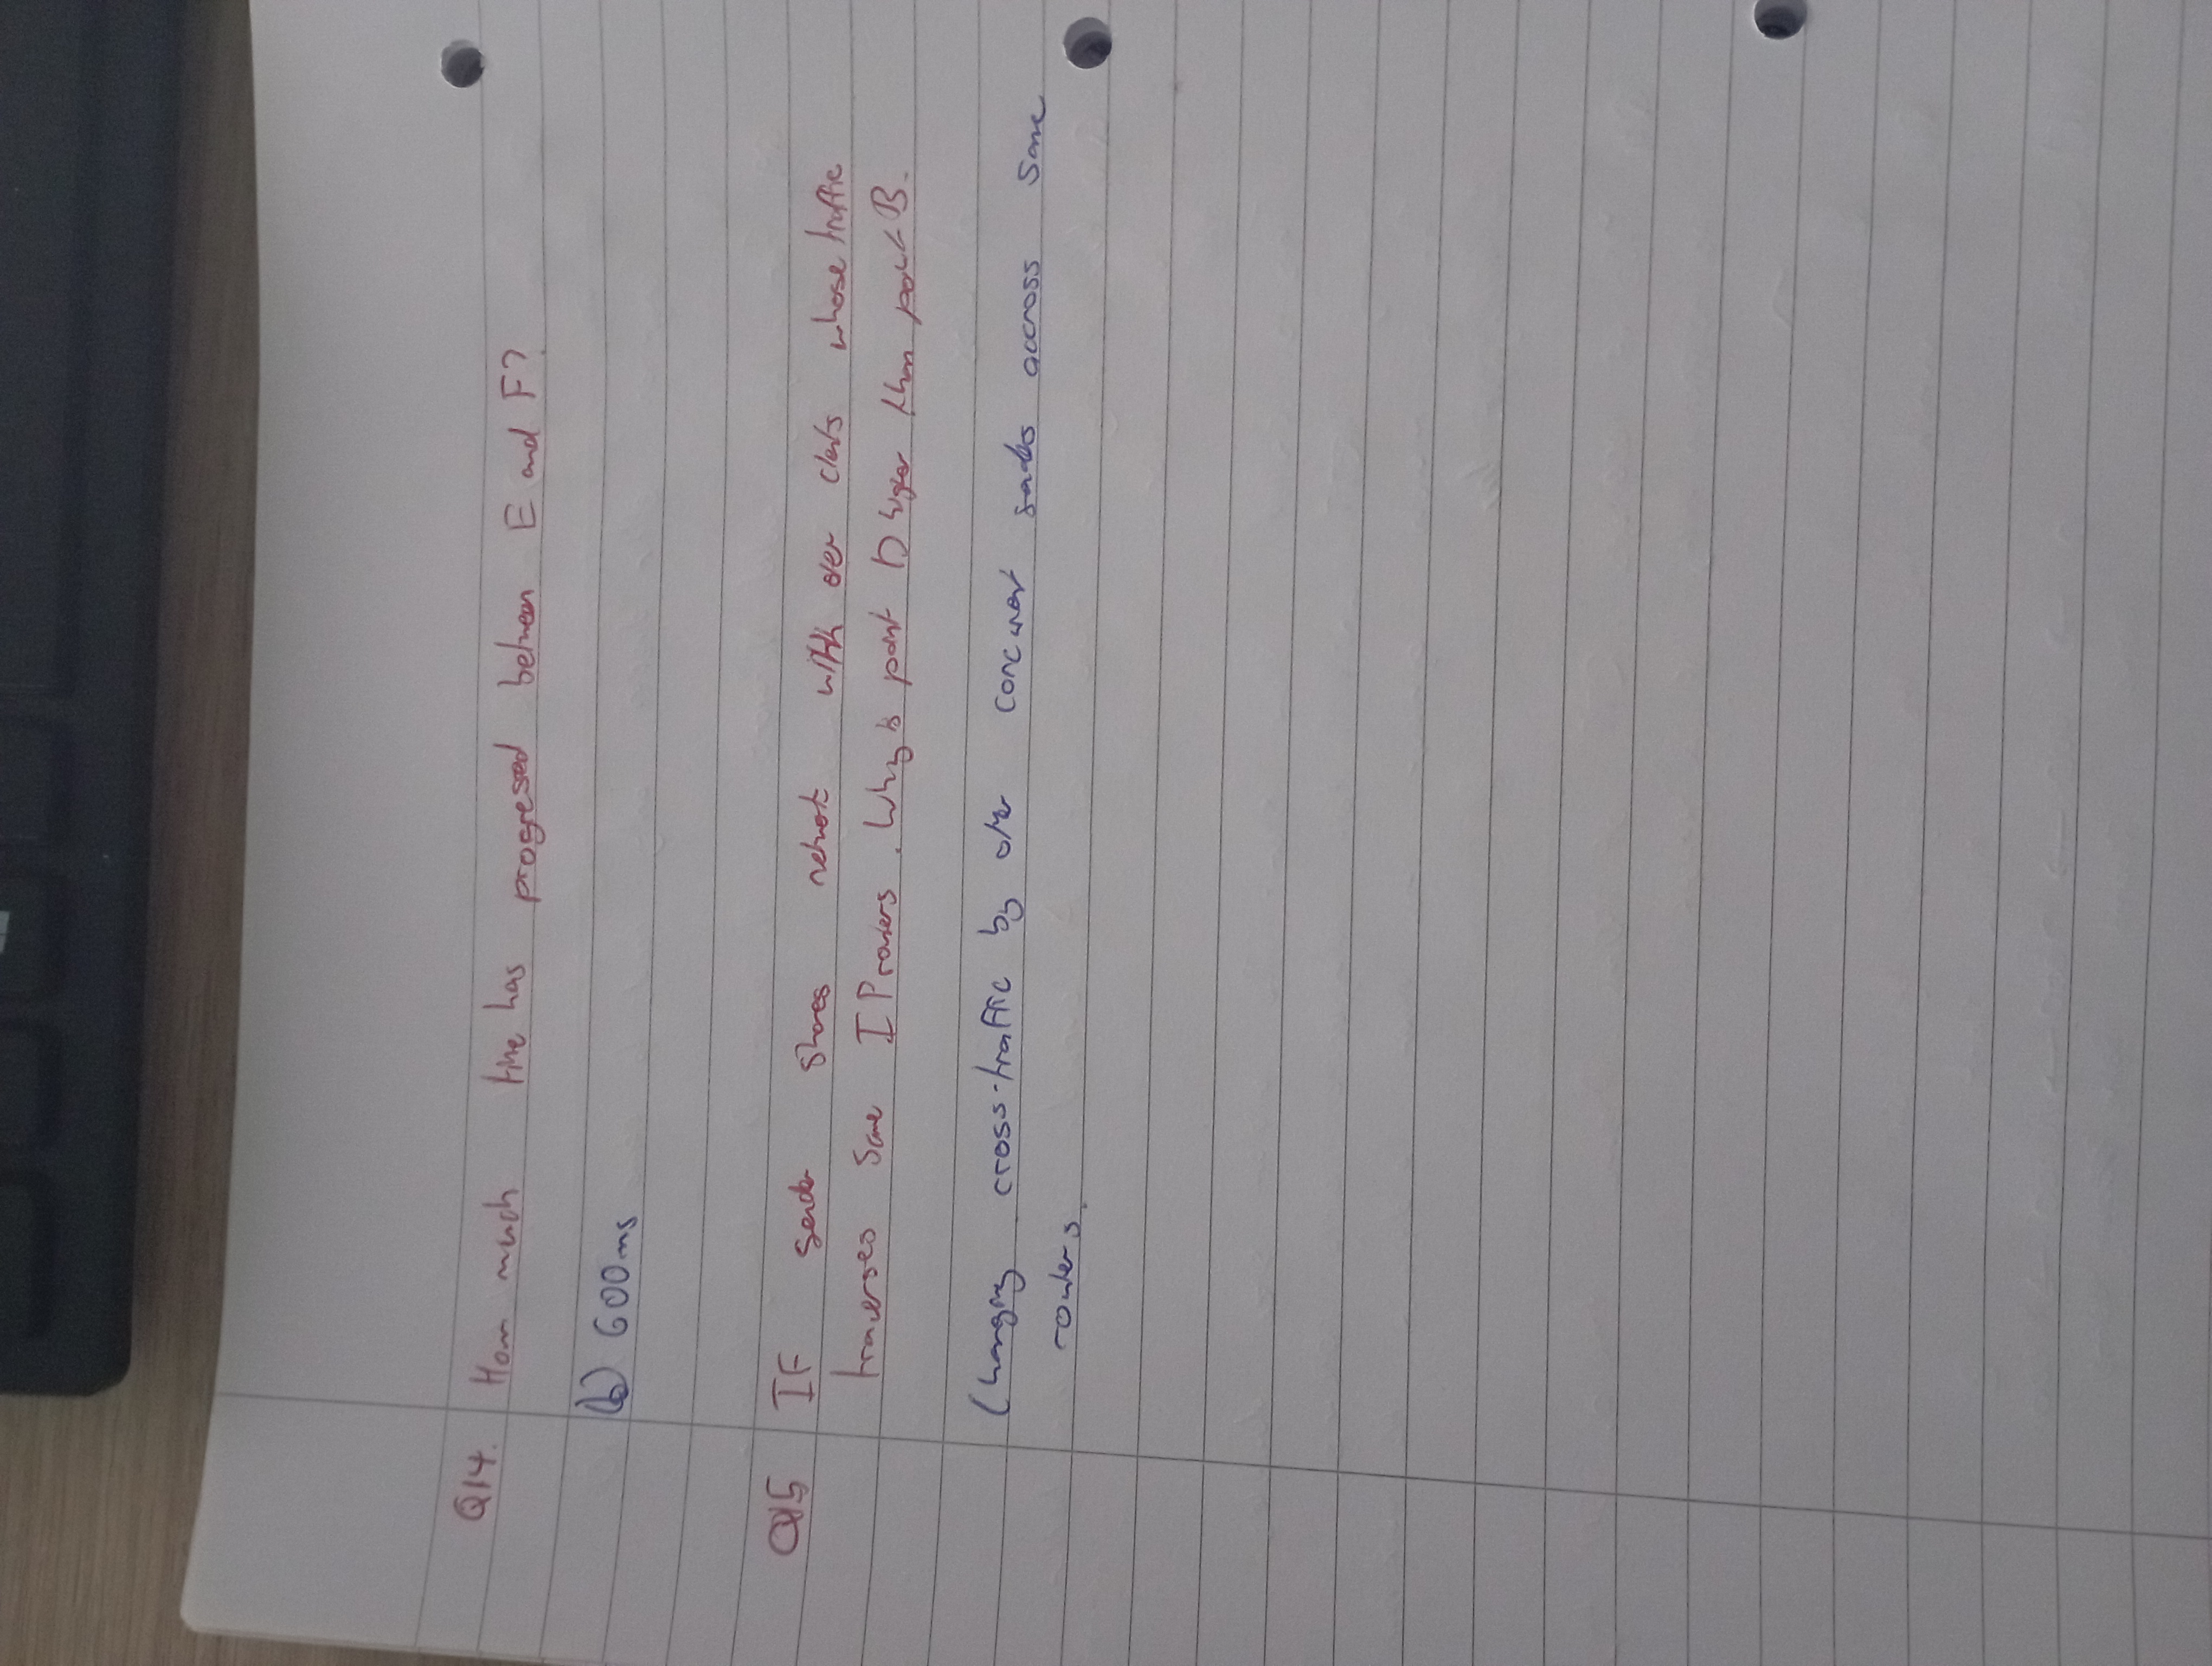 Q14. How much time has progressed between E and F?
(b) 600ms
Q15 IF sender shares network with other clients whose traffic
traverses same IP routers. Why is point D higher than point B.
Changing cross-traffic by other concurrent senders accross same
routers.